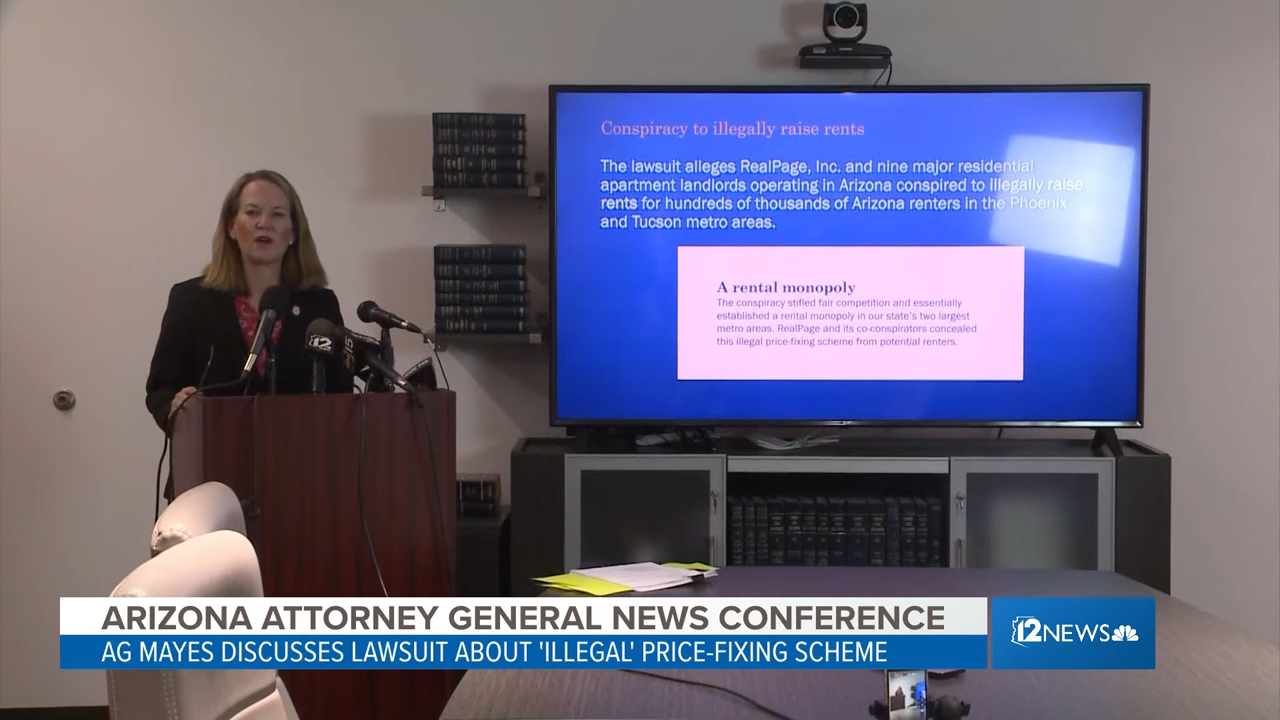 Conspiracy to illegally raise rents
The lawsuit alleges RealPage, Inc. and nine major residential
apartment landlords operating in Arizona conspired to illegally raise
rents for hundreds of thousands of Arizona renters in the Phoenix
and Tucson metro areas.
A rental monopoly
The conspiracy stifled fair competition and essentially
established a rental monopoly in our state's two largest
metro areas. RealPage and its co-conspirators concealed
this illegal price-fixing scheme from potential renters.
12
15
ARIZONA ATTORNEY GENERAL NEWS CONFERENCE
AG MAYES DISCUSSES LAWSUIT ABOUT 'ILLEGAL' PRICE-FIXING SCHEME
12NEWS